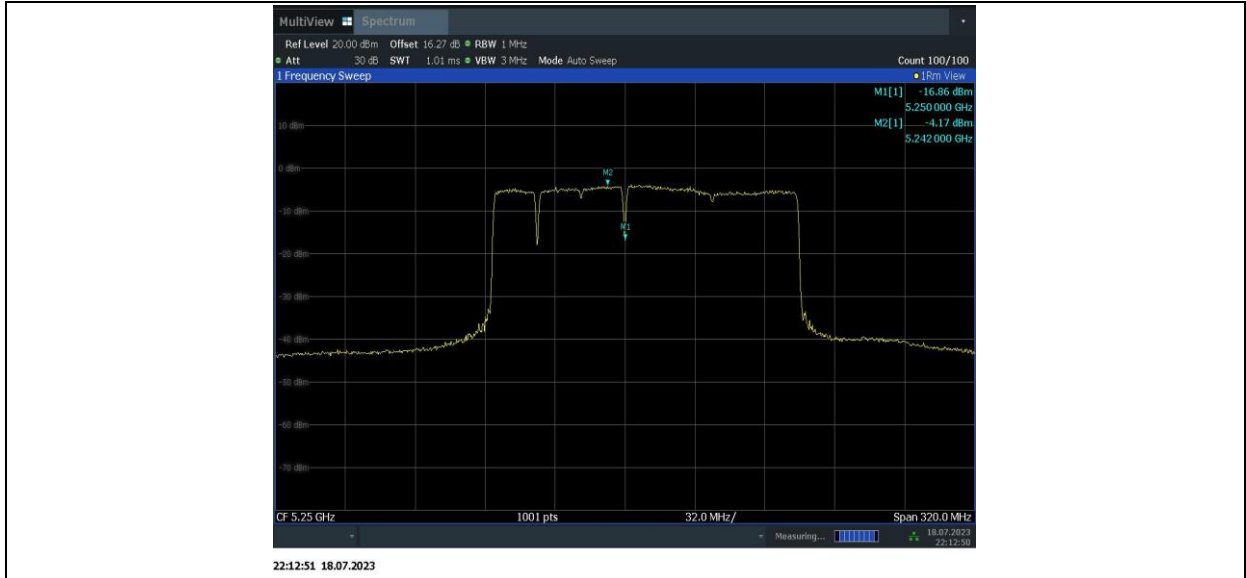 MultiView Spectrum
Ref Level 20.00 dBm Offset 16.27 dB RBW 1 MHz
Att 30 dB SWT 1.01 ms VBW 3 MHz Mode Auto Sweep Count 100/100
1 Frequency Sweep 1Rm View
M1[1] -16.86 dBm
5.250 000 GHz
M2[1] -4.17 dBm
5.242 000 GHz
10 dBm
0 dBm
M2
-10 dBm
M1
-20 dBm
-30 dBm
-40 dBm
-50 dBm
-60 dBm
-70 dBm
CF 5.25 GHz 1001 pts 32.0 MHz/ Span 320.0 MHz
Measuring... 18.07.2023
22:12:50
22:12:51 18.07.2023